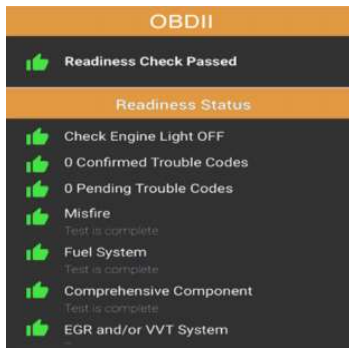 OBDII
Readiness Check Passed
Readiness Status
Check Engine Light OFF
0 Confirmed Trouble Codes
0 Pending Trouble Codes
Misfire
Test is complete
Fuel System
Test is complete
Comprehensive Component
Test is complete
EGR and/or VVT System